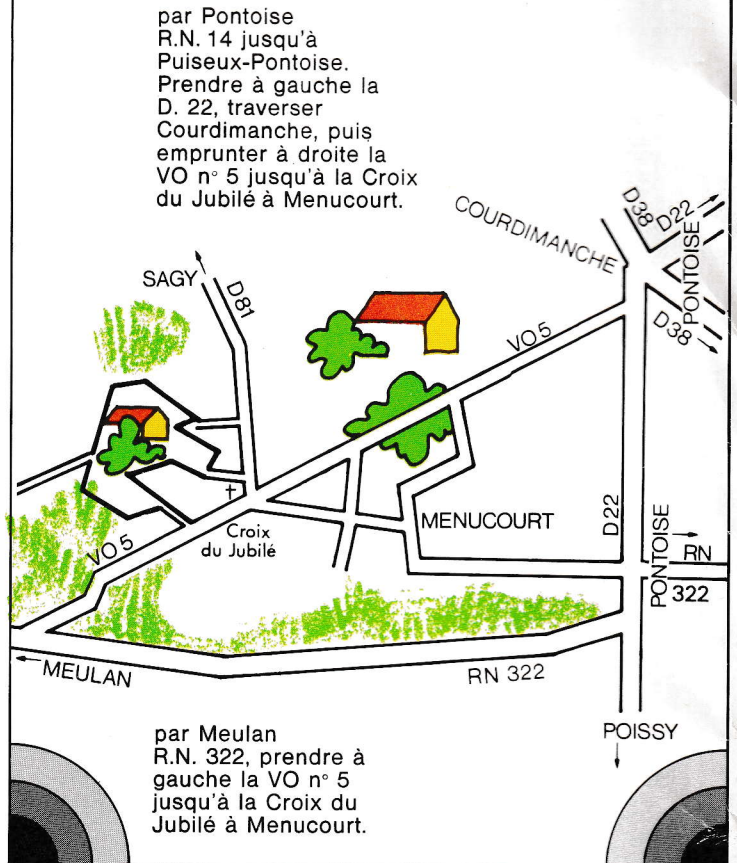 par Pontoise
R.N. 14 jusqu'à
Puiseux-Pontoise.
Prendre à gauche la
D. 22, traverser
Courdimanche, puis
emprunter à droite la
VO n° 5 jusqu'à la Croix
du Jubilé à Menucourt.
COURDIMANCHE
D38
D22
PONTOISE
D38
SAGY
D81
VO 5
D22
MENUCOURT
Croix
du Jubilé
VO 5
PONTOISE
RN
322
MEULAN
RN 322
POISSY
par Meulan
R.N. 322, prendre à
gauche la VO n° 5
jusqu'à la Croix du
Jubilé à Menucourt.